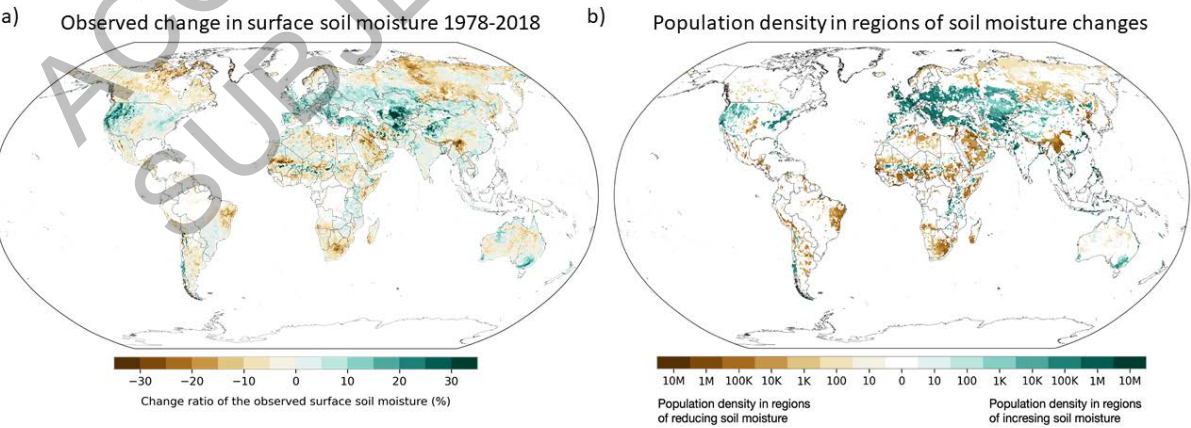 a)
Observed change in surface soil moisture 1978-2018
−30 −20 −10 0 10 20 30
Change ratio of the observed surface soil moisture (%)
b)
Population density in regions of soil moisture changes
10M 1M 100K 10K 1K 100 10 0 10 100 1K 10K 100K 1M 10M
Population density in regions
of reducing soil moisture
Population density in regions
of incresing soil moisture